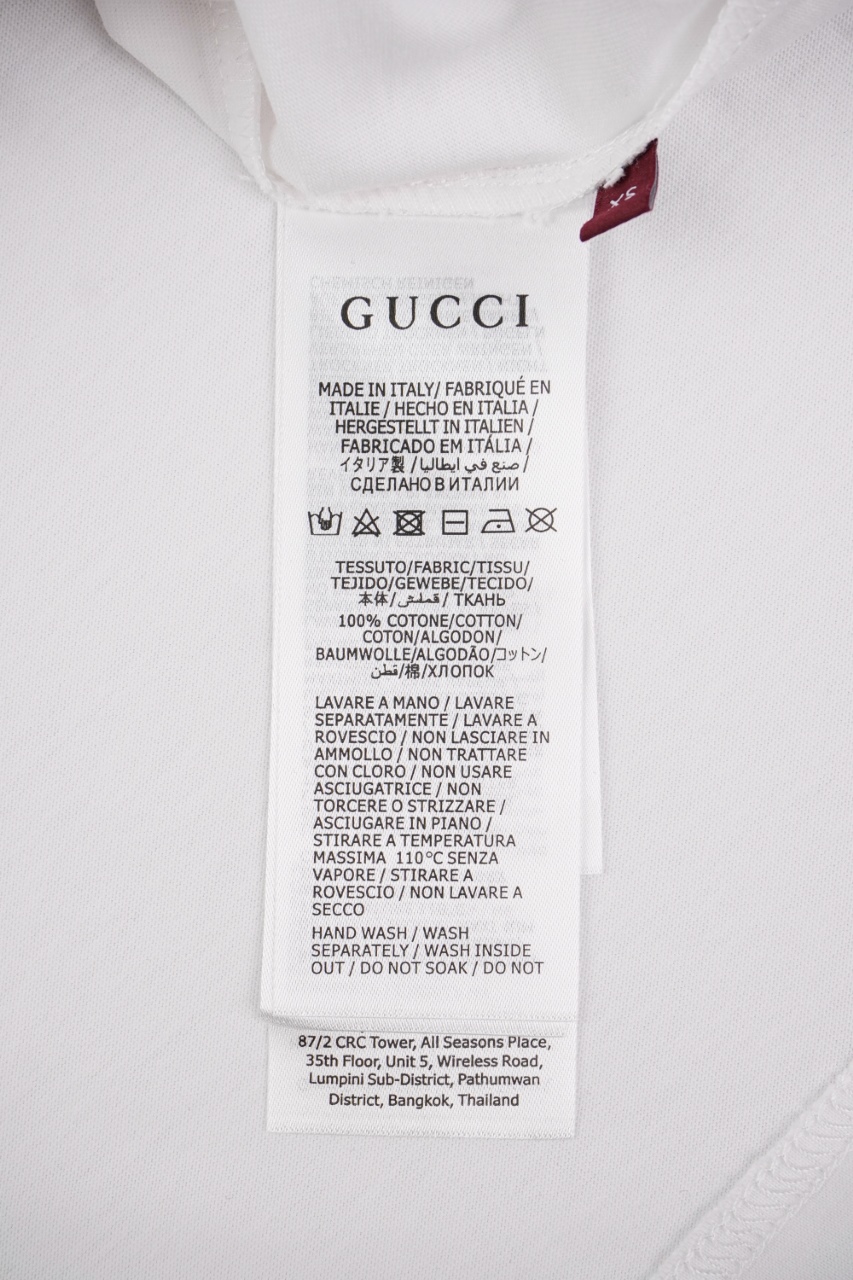 XS
GUCCI
MADE IN ITALY/ FABRIQUÉ EN
ITALIE / HECHO EN ITALIA /
HERGESTELLT IN ITALIEN /
FABRICADO EM ITÁLIA /
イタリア製 / صنع في ايطاليا /
СДЕЛАНО В ИТАЛИИ
TESSUTO/FABRIC/TISSU/
TEJIDO/GEWEBE/TECIDO/
本体/قملش/ ТКАНЬ
100% COTONE/COTTON/
COTON/ALGODON/
BAUMWOLLE/ALGODÃO/コットン/
قطن/棉/ХЛОПОК
LAVARE A MANO / LAVARE
SEPARATAMENTE / LAVARE A
ROVESCIO / NON LASCIARE IN
AMMOLLO / NON TRATTARE
CON CLORO / NON USARE
ASCIUGATRICE / NON
TORCERE O STRIZZARE /
ASCIUGARE IN PIANO /
STIRARE A TEMPERATURA
MASSIMA 110°C SENZA
VAPORE / STIRARE A
ROVESCIO / NON LAVARE A
SECCO
HAND WASH / WASH
SEPARATELY / WASH INSIDE
OUT / DO NOT SOAK / DO NOT
87/2 CRC Tower, All Seasons Place,
35th Floor, Unit 5, Wireless Road,
Lumpini Sub-District, Pathumwan
District, Bangkok, Thailand